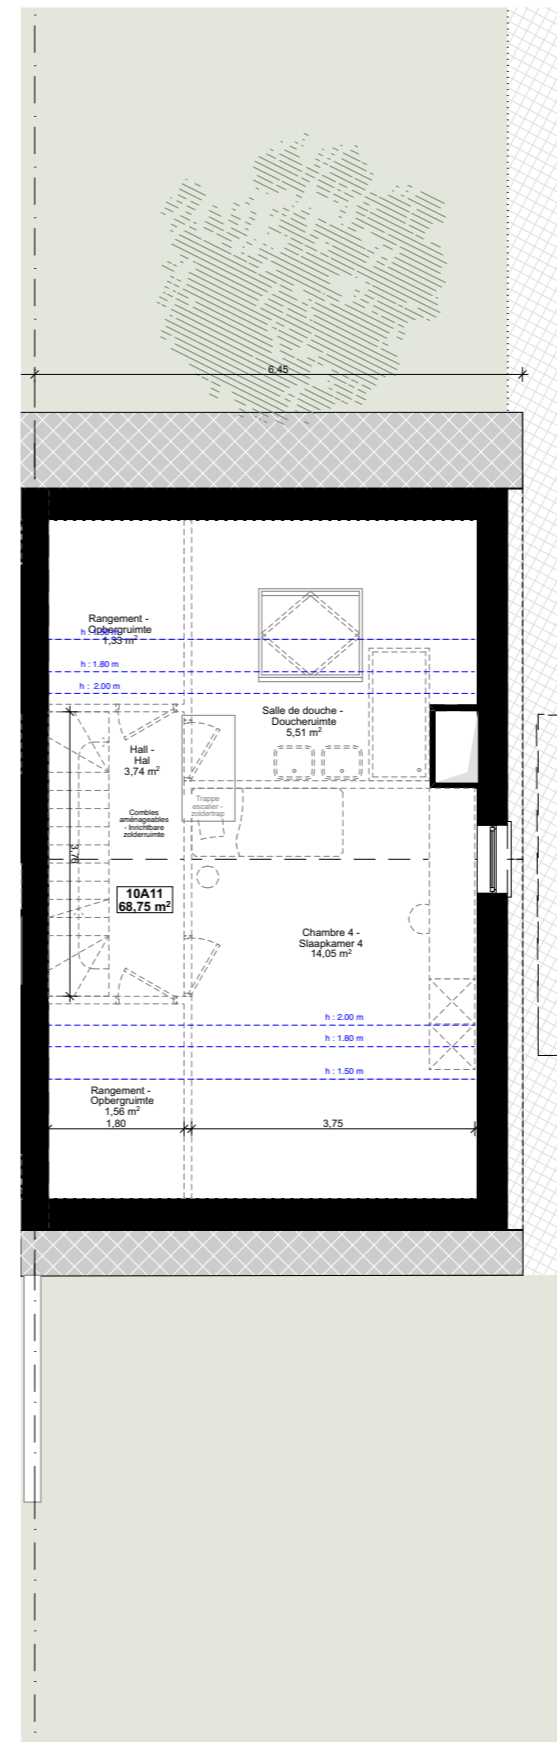 6,45
Rangement -
Opbergruimte
h : 1.50 m
1,33 m²
h : 1.80 m
h : 2.00 m
Salle de douche -
Doucheruimte
5,51 m²
Hall -
Hal
3,74 m²
Trappe
escalier -
zoldertrap
Combles
aménageables
- Inrichtbare
zolderruimte
3,76
10A11
68,75 m²
Chambre 4 -
Slaapkamer 4
14,05 m²
h : 2.00 m
h : 1.80 m
h : 1.50 m
Rangement -
Opbergruimte
1,56 m²
1,80
3,75